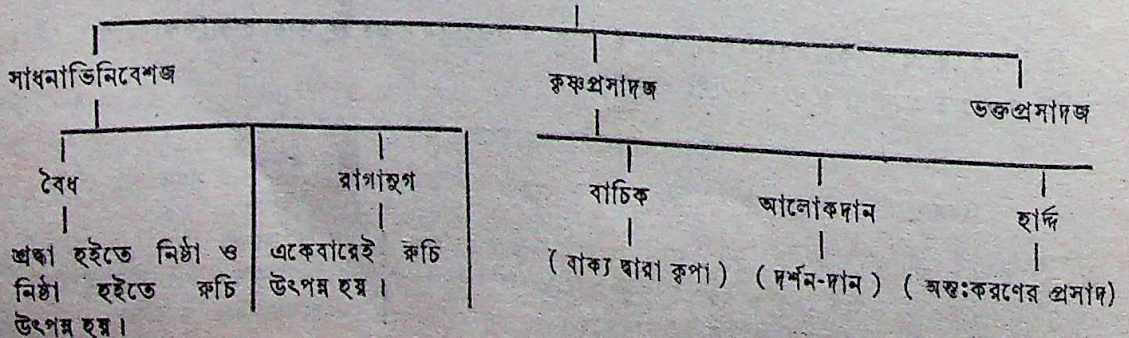 সাধনাভিনিবেশজ
কৃষ্ণপ্রসাদজ
ভক্তপ্রসাদজ
বৈধ
রাগানুগ
বাচিক
আলোকদান
হার্দ্দ
শ্রদ্ধা হইতে নিষ্ঠা ও
নিষ্ঠা হইতে রুচি
উৎপন্ন হয়।
একেবারেই রুচি
উৎপন্ন হয়।
( বাক্য দ্বারা কৃপা )
( দর্শন-দান )
( অন্তঃকরণের প্রসাদ )